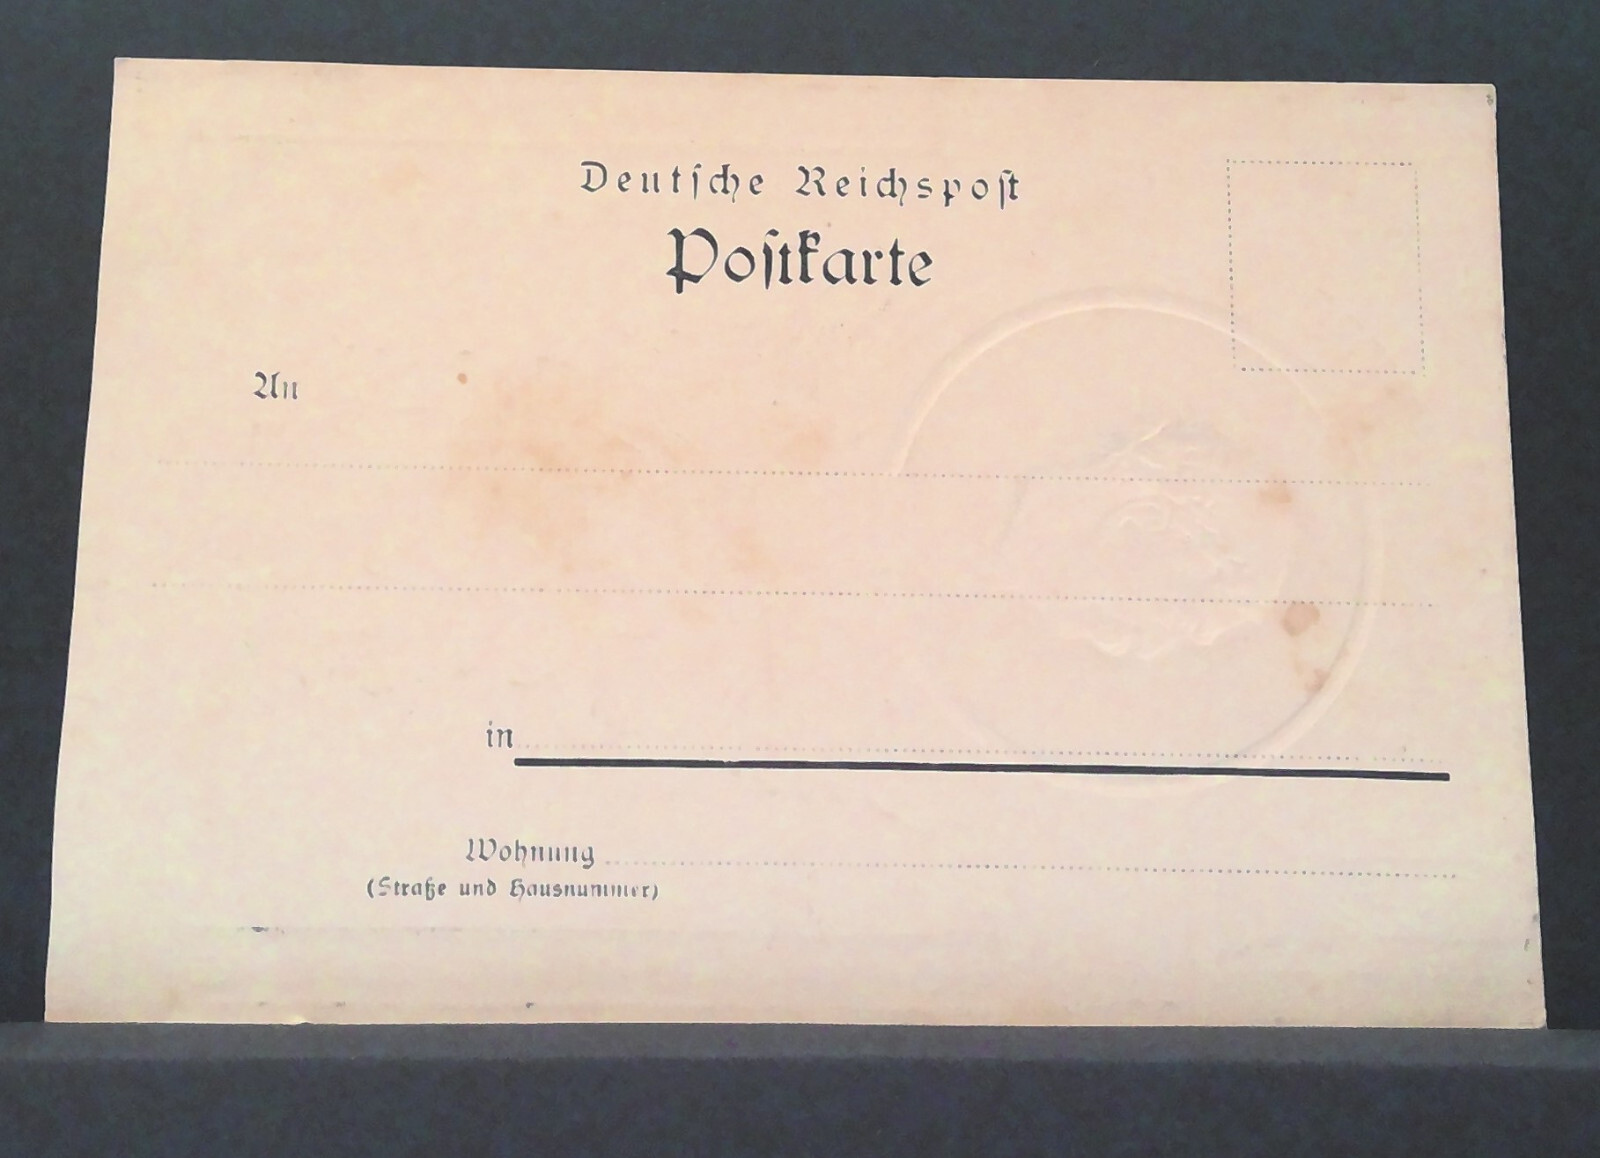 Deutſche Reichspoſt
Poſtkarte
An
in
Wohnung
(Straße und Hausnummer)